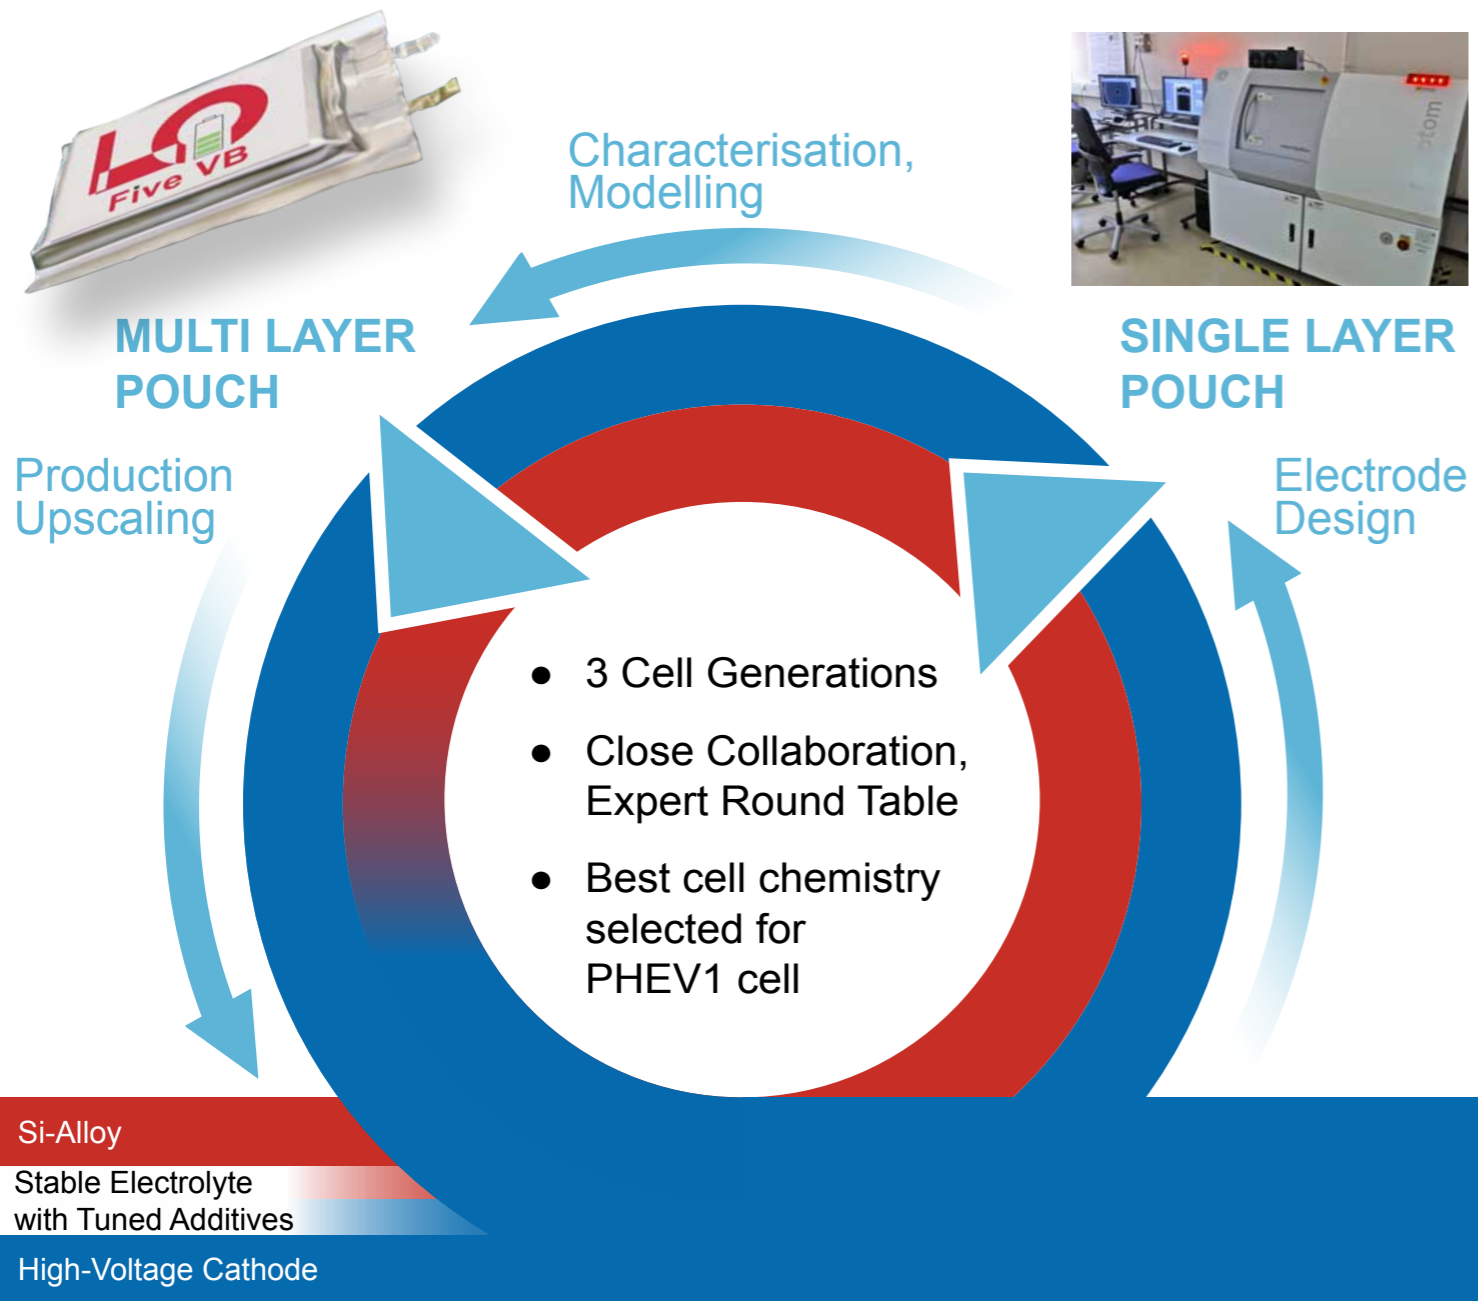 Five VB
Characterisation,
Modelling
MULTI LAYER
POUCH
SINGLE LAYER
POUCH
Production
Upscaling
Electrode
Design
● 3 Cell Generations
● Close Collaboration,
Expert Round Table
● Best cell chemistry
selected for
PHEV1 cell
Si-Alloy
Stable Electrolyte
with Tuned Additives
High-Voltage Cathode